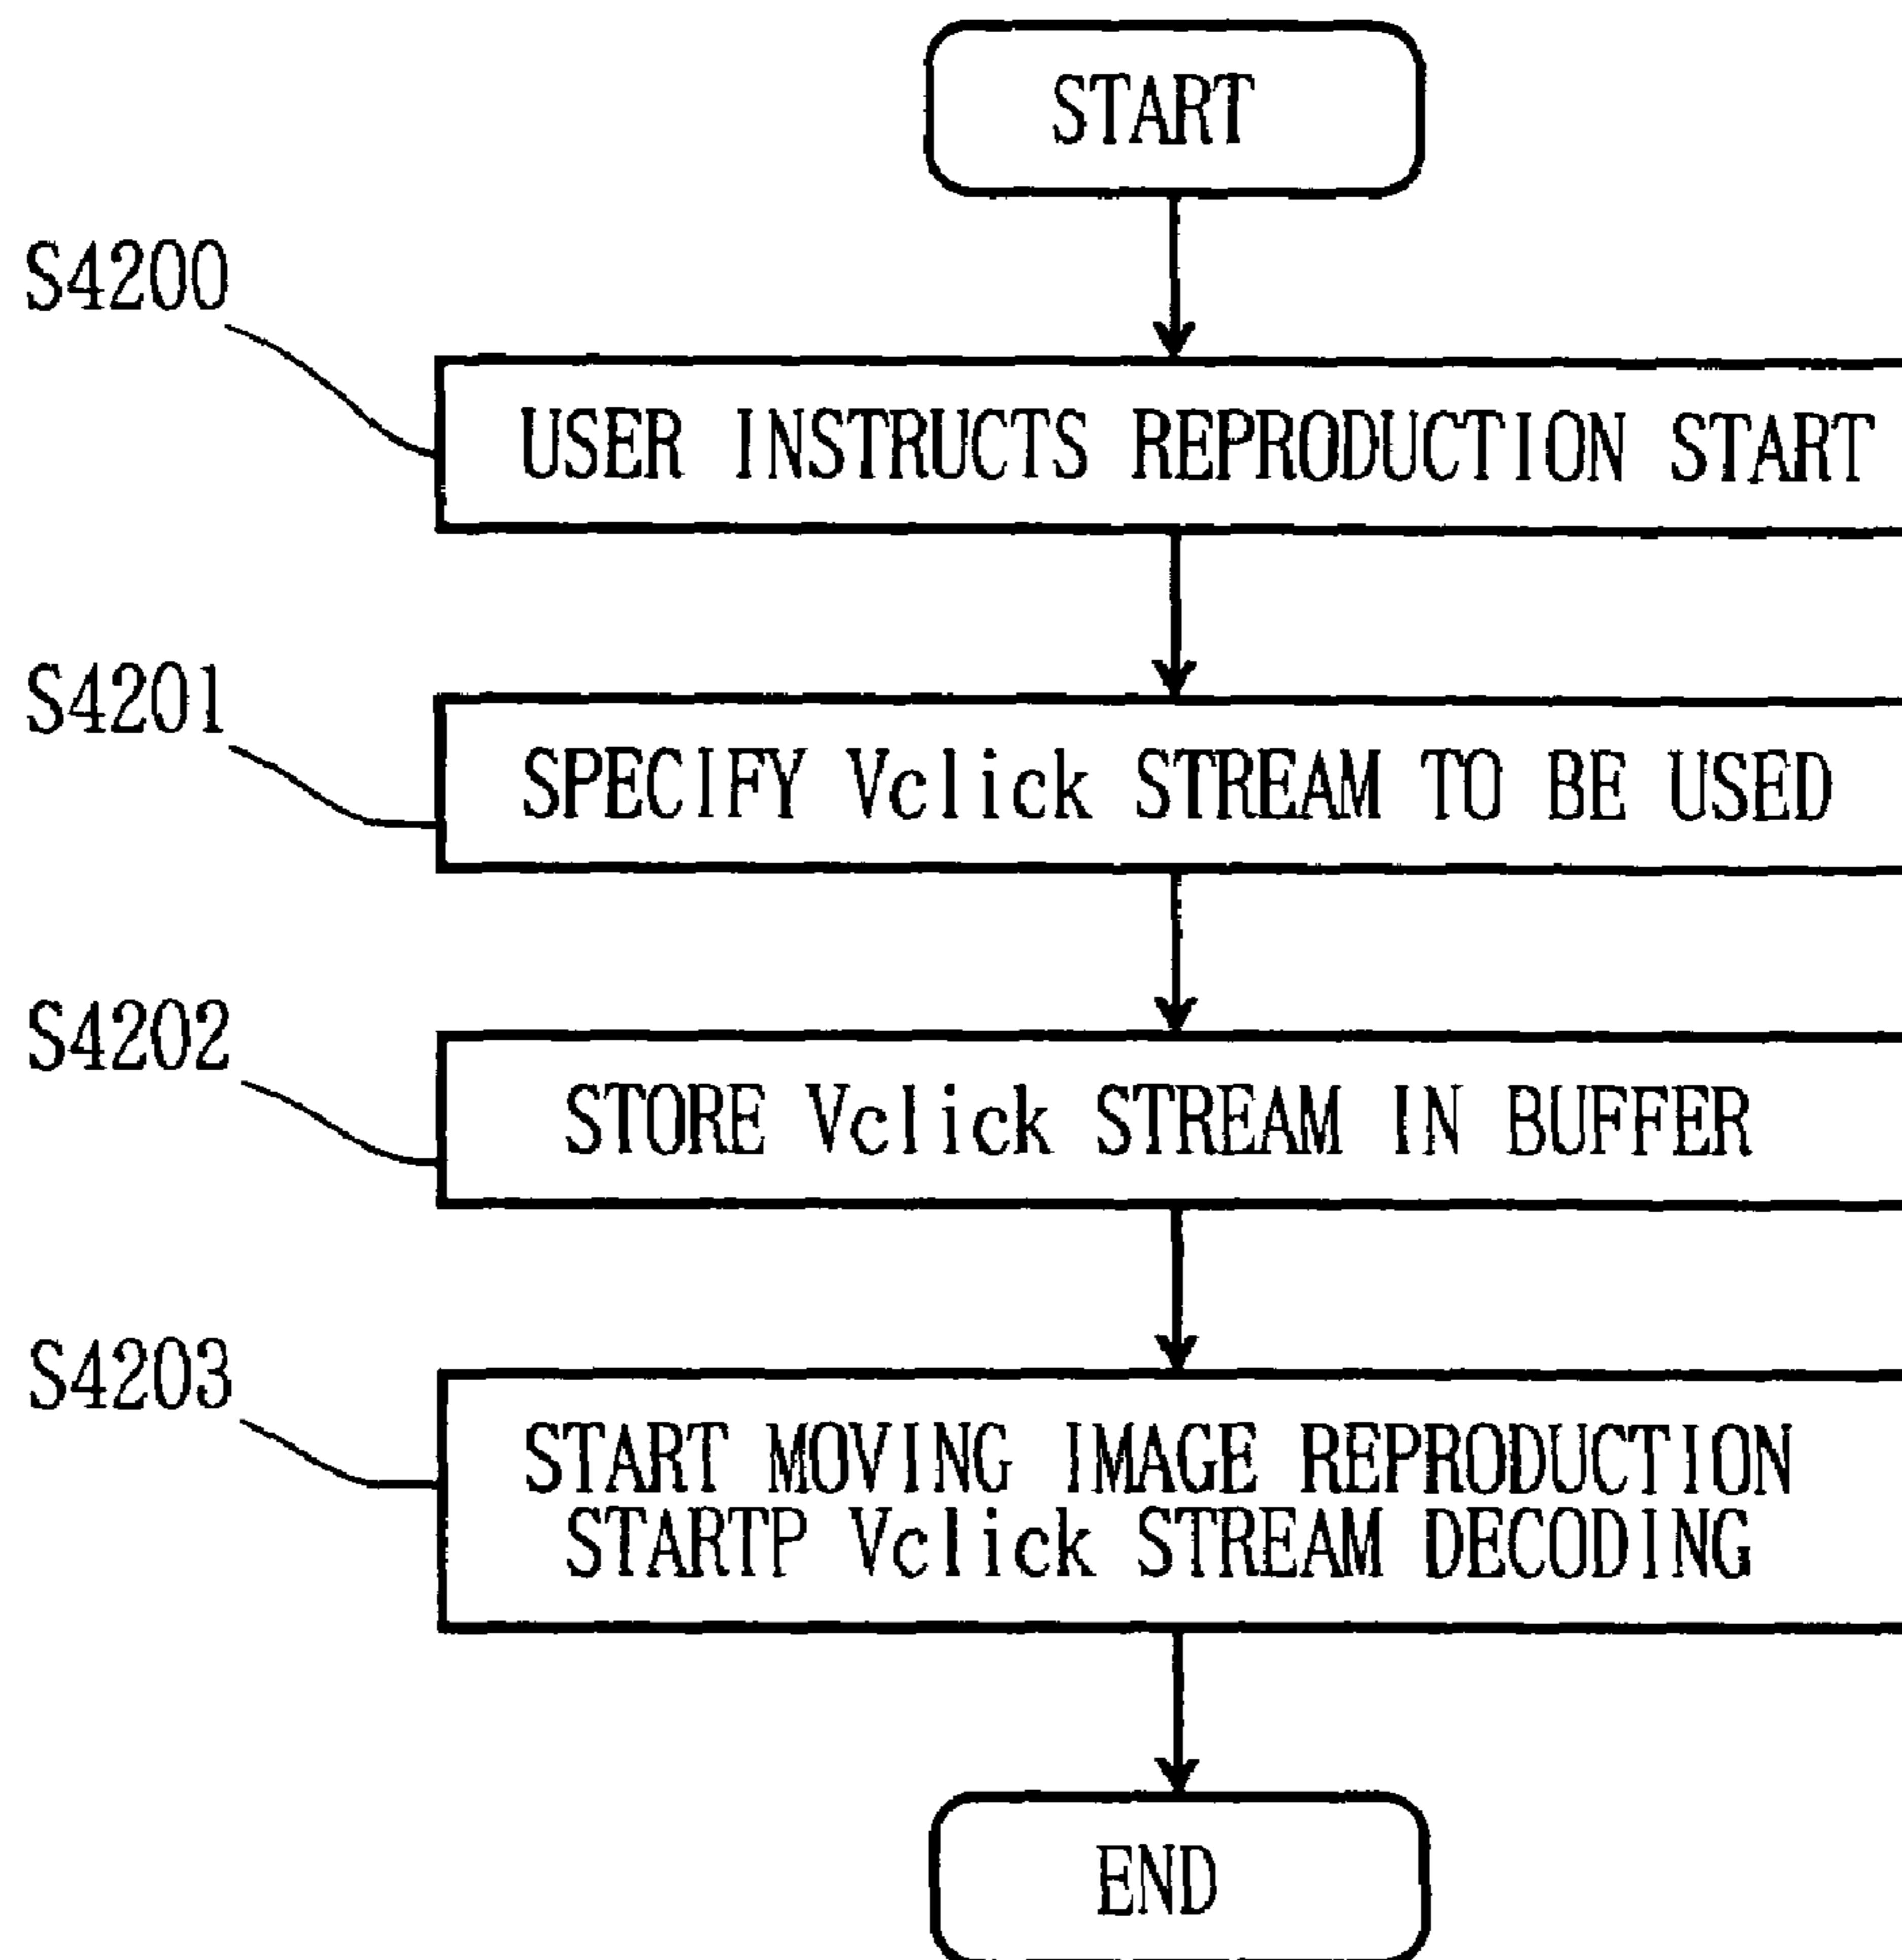 START
S4200
USER INSTRUCTS REPRODUCTION START
S4201
SPECIFY Vclick STREAM TO BE USED
S4202
STORE Vclick STREAM IN BUFFER
S4203
START MOVING IMAGE REPRODUCTION
STARTP Vclick STREAM DECODING
END